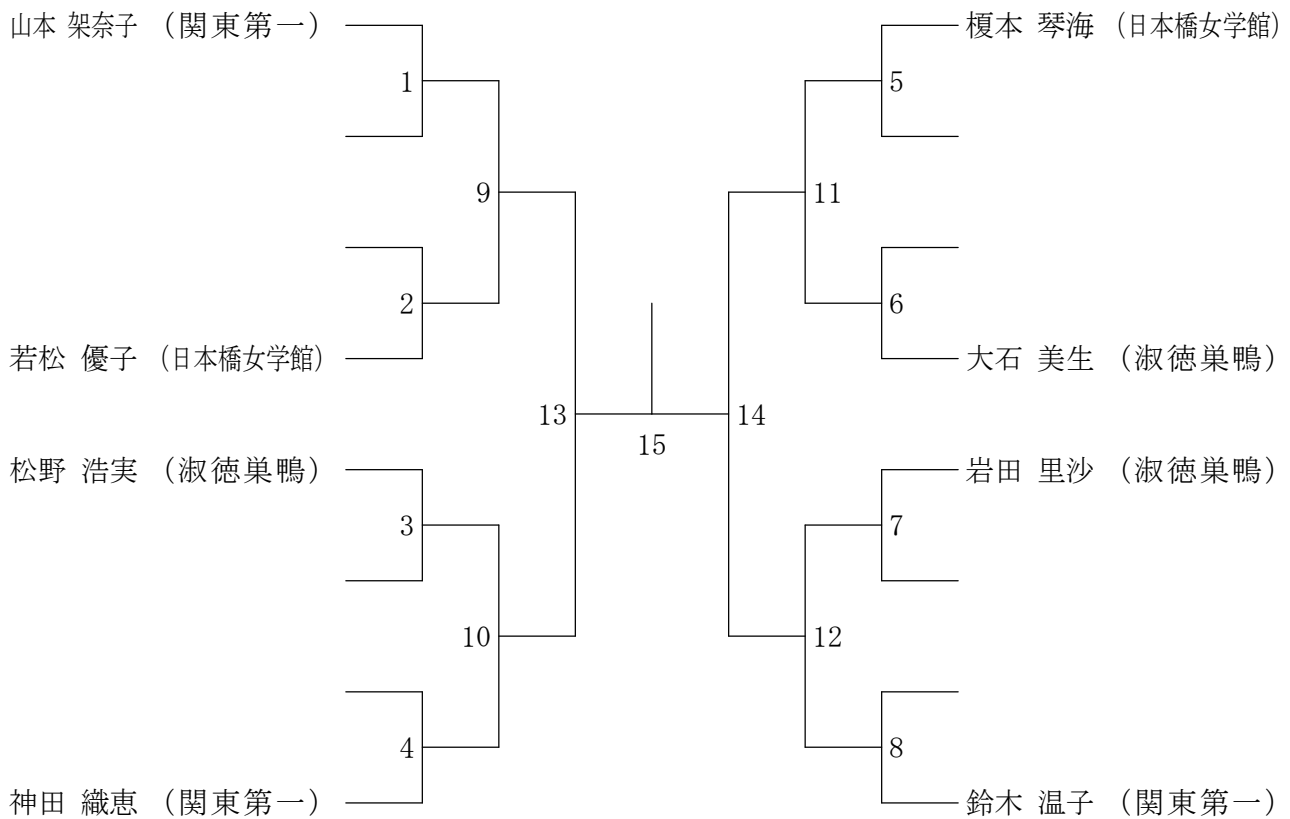 山本 架奈子 （関東第一）
榎本 琴海 （日本橋女学館）
1
5
9
11
2
6
若松 優子 （日本橋女学館）
大石 美生 （淑徳巣鴨）
13
14
15
松野 浩実 （淑徳巣鴨）
岩田 里沙 （淑徳巣鴨）
3
7
10
12
4
8
神田 織恵 （関東第一）
鈴木 温子 （関東第一）